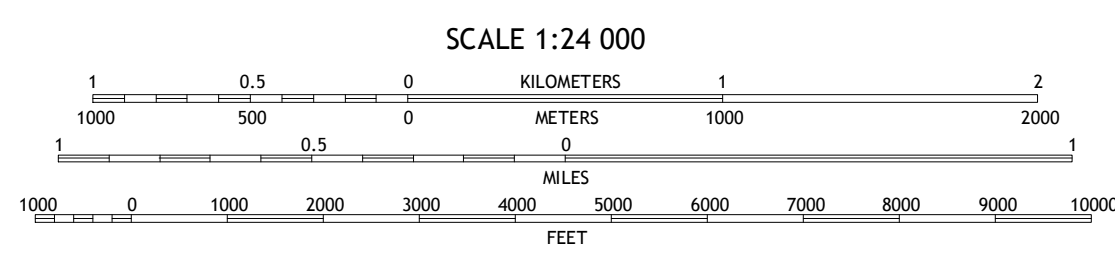 SCALE 1:24 000
1 0.5 0 KILOMETERS 1 2
1000 500 0 METERS 1000 2000
1 0.5 0 1
MILES
1000 0 1000 2000 3000 4000 5000 6000 7000 8000 9000 10000
FEET